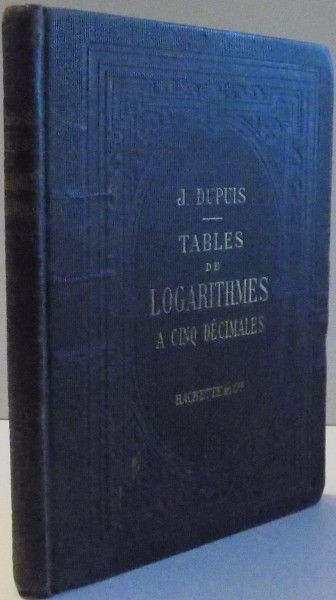 J. DUPUIS
TABLES
DE
LOGARITHMES
A CINQ DÉCIMALES
HACHETTE ET Cie